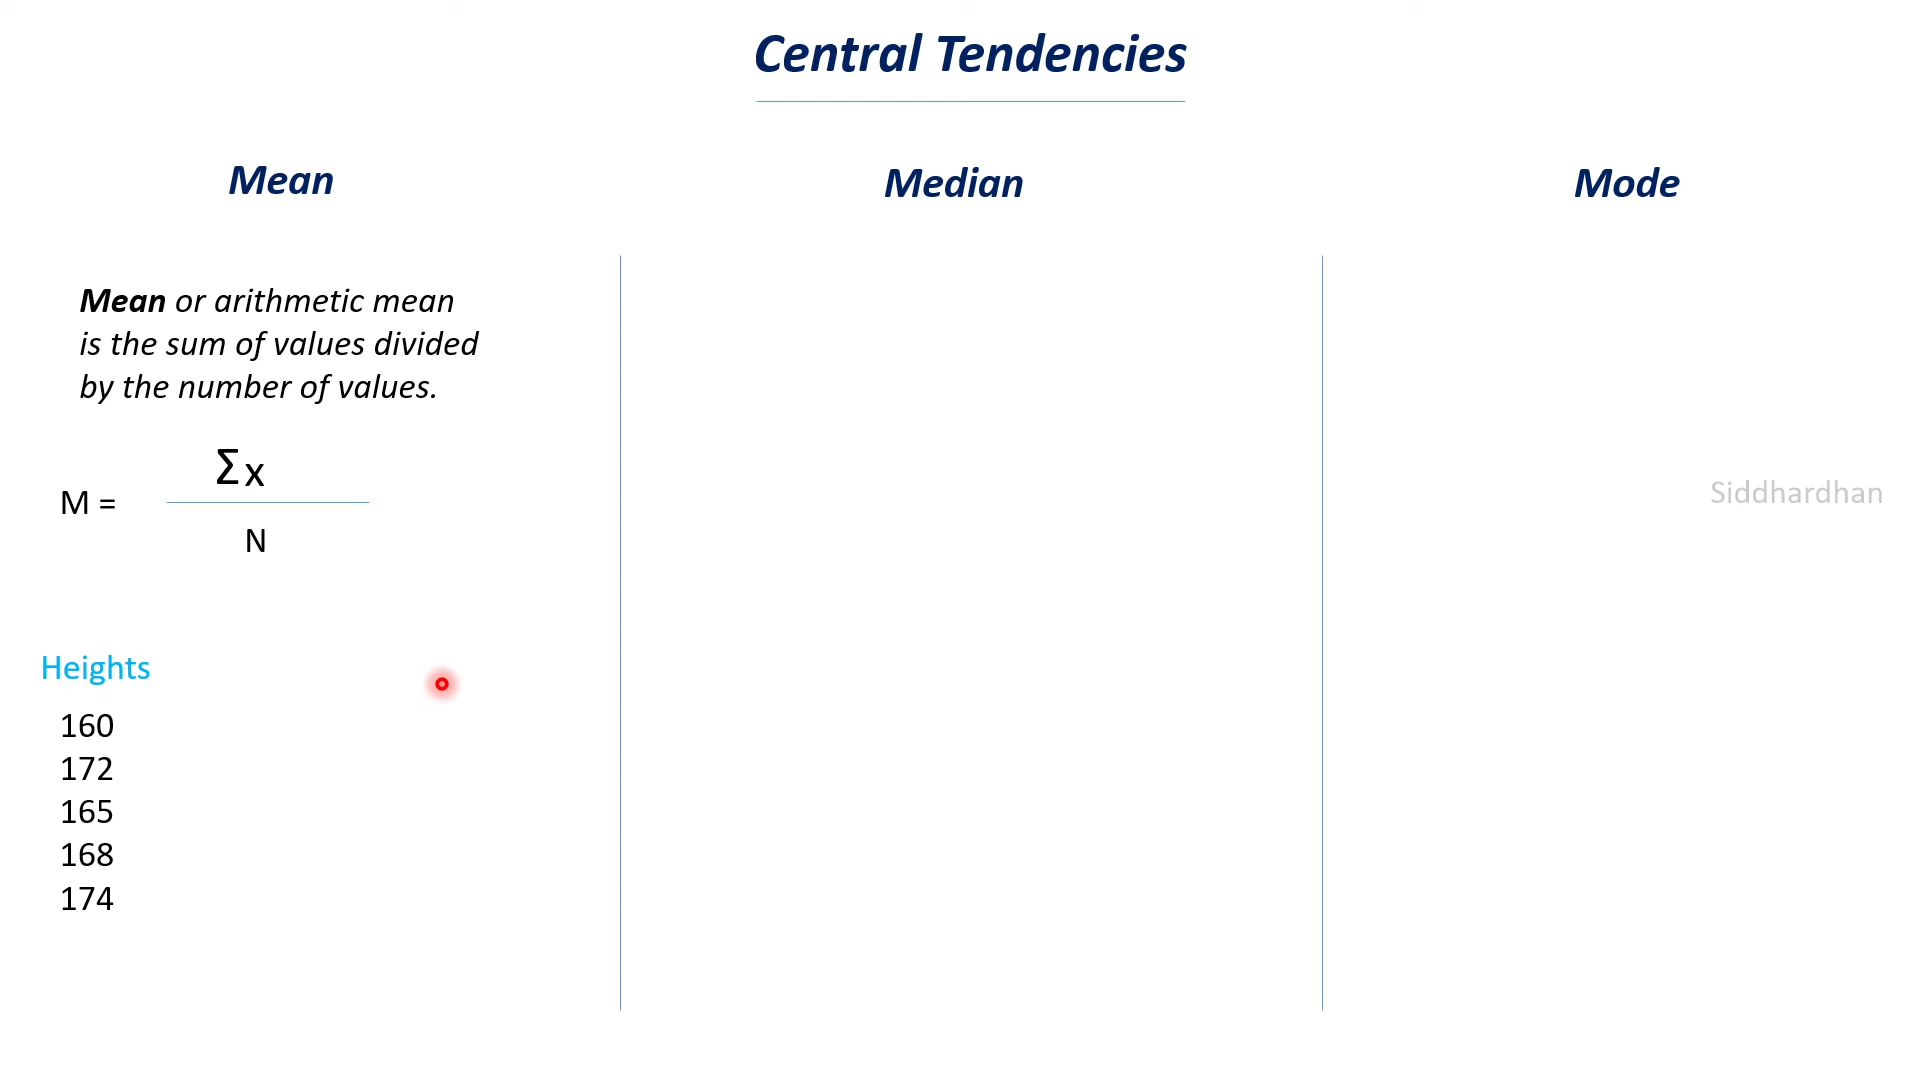 Central Tendencies
Mean
Median
Mode
Mean or arithmetic mean
is the sum of values divided
by the number of values.
Σ x
M =
N
Siddhardhan
Heights
160
172
165
168
174